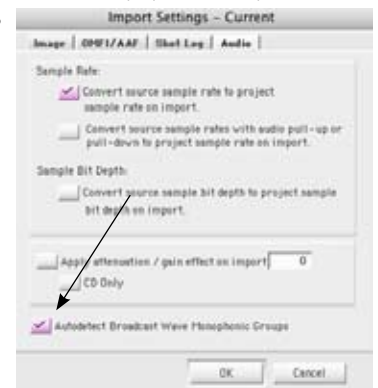 Import Settings – Current
Image | OMFI/AAF | Shot Log | Audio |
Sample Rate:
Convert source sample rate to project
sample rate on import.
Convert source sample rates with audio pull-up or
pull-down to project sample rate on import.
Sample Bit Depth:
Convert source sample bit depth to project sample
bit depth on import.
Apply attenuation / gain effect on import 0
CD Only
Autodetect Broadcast Wave Monophonic Groups
OK Cancel